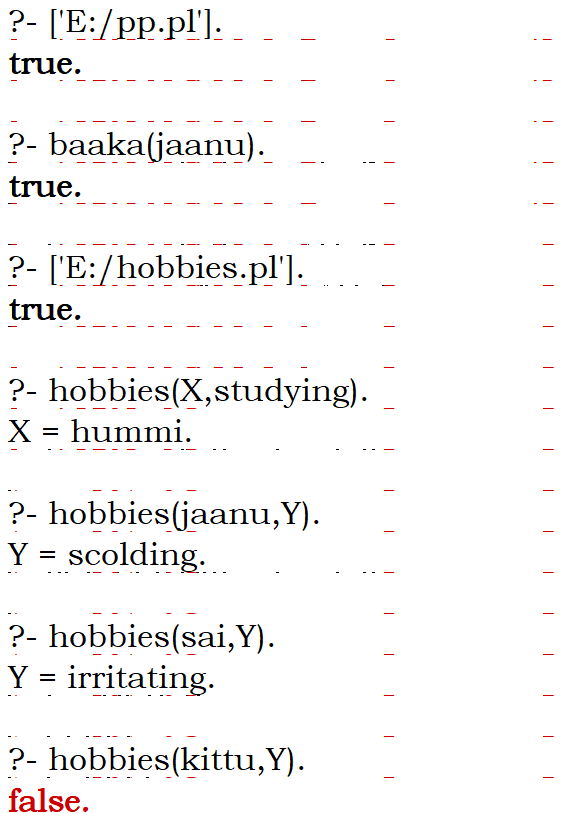 ?- ['E:/pp.pl'].
true.
?- baaka(jaanu).
true.
?- ['E:/hobbies.pl'].
true.
?- hobbies(X,studying).
X = hummi.
?- hobbies(jaanu,Y).
Y = scolding.
?- hobbies(sai,Y).
Y = irritating.
?- hobbies(kittu,Y).
false.